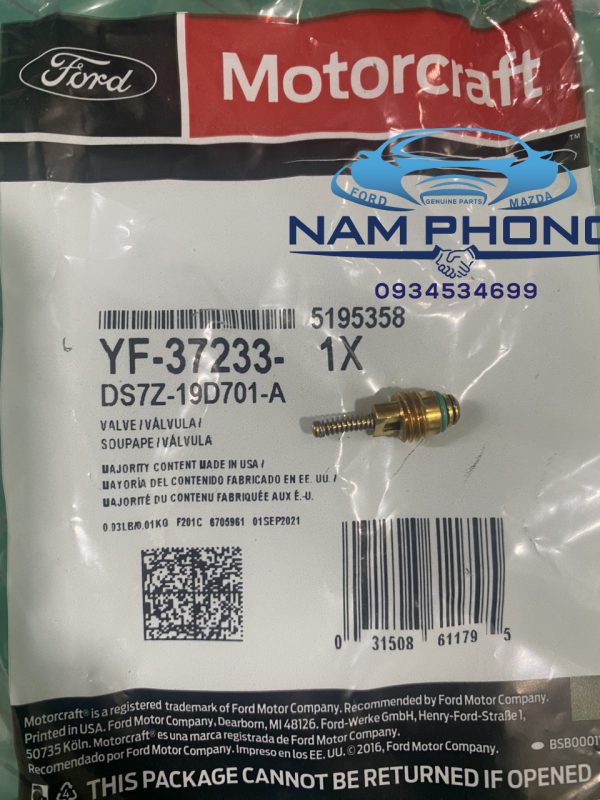 Ford
Motorcraft
™
FORD GENUINE PARTS MAZDA
NAM PHONG
0934534699
5195358
YF-37233- 1X
DS7Z-19D701-A
VALVE/VÁLVULA/
SOUPAPE/VÁLVULA
MAJORITY CONTENT MADE IN USA /
MAYORÍA DEL CONTENIDO FABRICADO EN EE. UU. /
MAJORITÉ DU CONTENU FABRIQUÉE AUX É.-U.
0.03LB/0.01KG F201C 6705961 01SEP2021
0 31508 61179 5
Motorcraft® is a registered trademark of Ford Motor Company. Recommended by Ford Motor Company.
Printed in USA. Ford Motor Company, Dearborn, MI 48126. Ford-Werke GmbH, Henry-Ford-Straße 1,
50735 Köln. Motorcraft® es una marca registrada de Ford Motor Company.
Recomendado por Ford Motor Company. Impreso en los EE. UU. ©2016, Ford Motor Company.
THIS PACKAGE CANNOT BE RETURNED IF OPENED